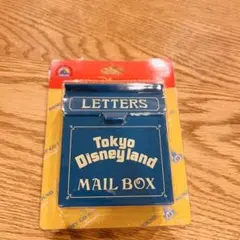 LETTERS
Tokyo
Disneyland
MAIL BOX